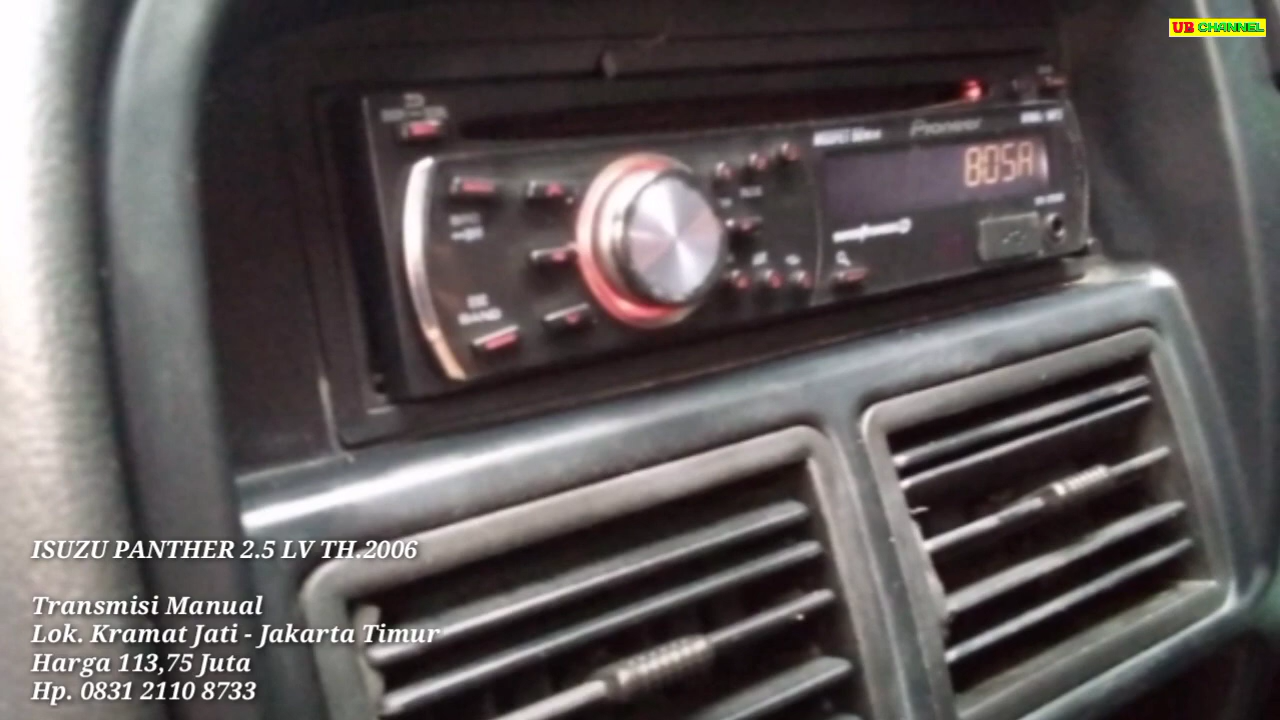 UB CHANNEL
Pioneer
805A
BAND
ISUZU PANTHER 2.5 LV TH.2006
Transmisi Manual
Lok. Kramat Jati - Jakarta Timur
Harga 113,75 Juta
Hp. 0831 2110 8733